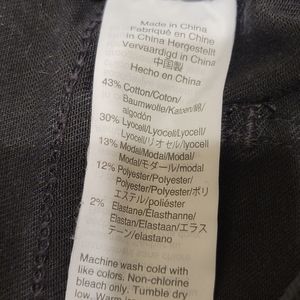 Made in China
Fabriqué en Chine
in China Hergestellt
Vervaardigd in China
中国製
Hecho en China
43% Cotton/Coton/
Baumwolle/Katoen/綿/
algodón
30% Lyocell/Lyocell/Lyocell/
Lyocell/リオセル/lyocell
13% Modal/Modal/Modal/
Modal/モダール/modal
12% Polyester/Polyester/
Polyester/Polyester/ポリ
エステル/poliéster
2% Elastane/Élasthanne/
Elastan/Elastaan/エラス
テーン/elastano
Machine wash cold with
like colors. Non-chlorine
bleach only. Tumble dry
low. Warm